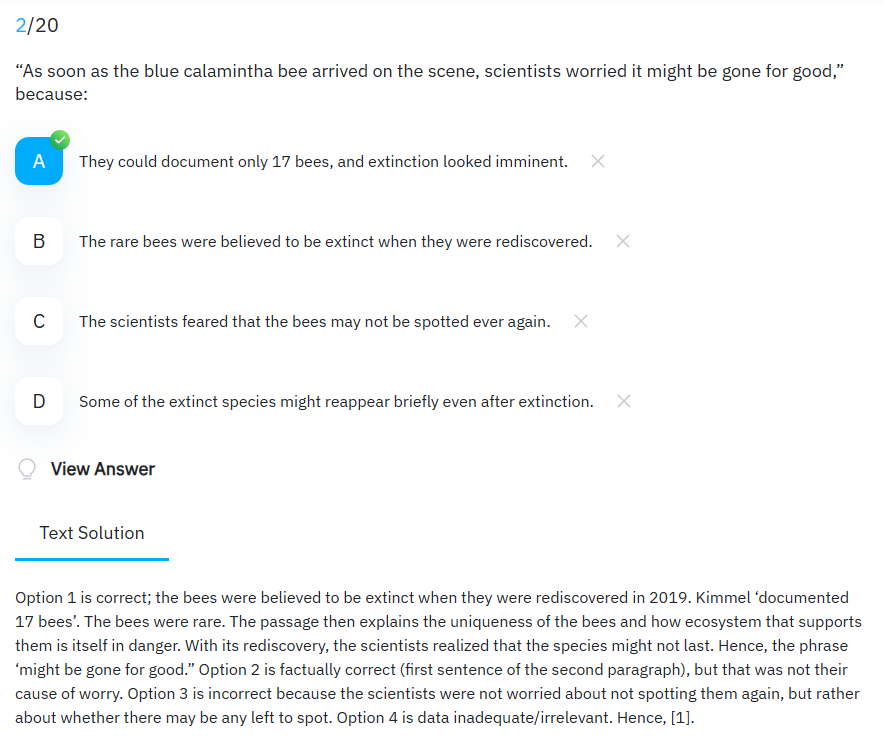 2/20
“As soon as the blue calamintha bee arrived on the scene, scientists worried it might be gone for good,”
because:
A They could document only 17 bees, and extinction looked imminent.
B The rare bees were believed to be extinct when they were rediscovered.
C The scientists feared that the bees may not be spotted ever again.
D Some of the extinct species might reappear briefly even after extinction.
View Answer
Text Solution
Option 1 is correct; the bees were believed to be extinct when they were rediscovered in 2019. Kimmel ‘documented
17 bees’. The bees were rare. The passage then explains the uniqueness of the bees and how ecosystem that supports
them is itself in danger. With its rediscovery, the scientists realized that the species might not last. Hence, the phrase
‘might be gone for good.” Option 2 is factually correct (first sentence of the second paragraph), but that was not their
cause of worry. Option 3 is incorrect because the scientists were not worried about not spotting them again, but rather
about whether there may be any left to spot. Option 4 is data inadequate/irrelevant. Hence, [1].